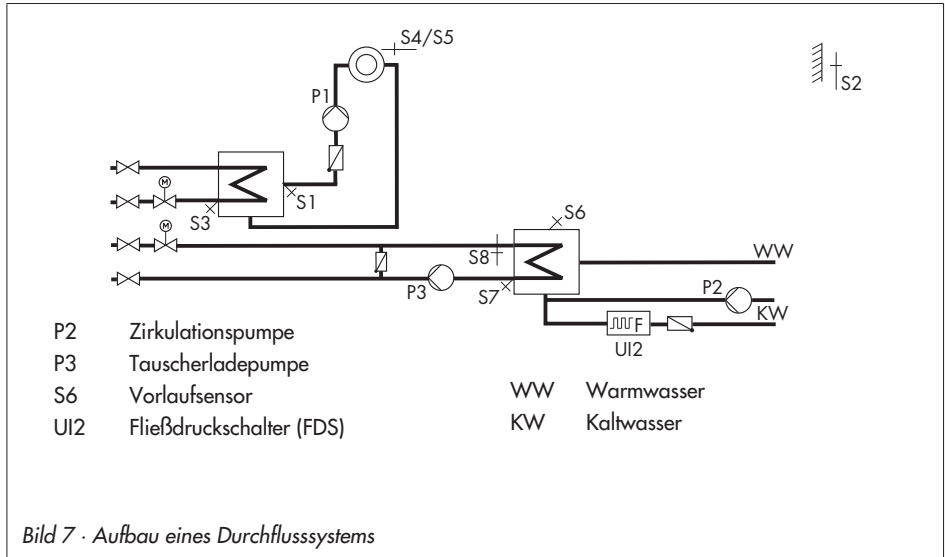 S4/S5
S2
P1
M
S1
S3
M
S6
S8
WW
S7
P3
P2
KW
F
UI2
P2 Zirkulationspumpe
P3 Tauscherladepumpe
S6 Vorlaufsensor
UI2 Fließdruckschalter (FDS)
WW Warmwasser
KW Kaltwasser
Bild 7 · Aufbau eines Durchflusssystems